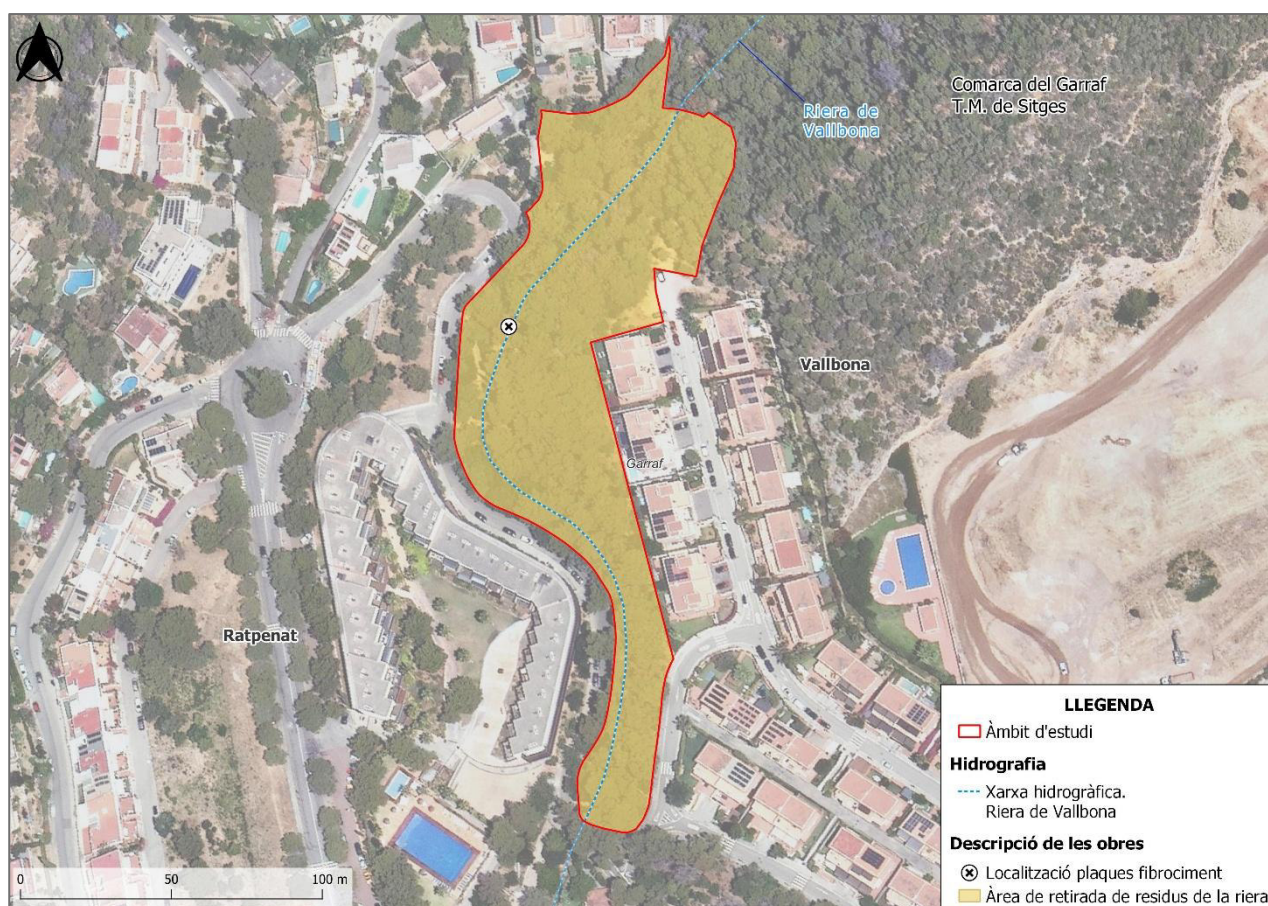 Comarca del Garraf
T.M. de Sitges
Riera de
Vallbona
Vallbona
Garraf
Ratpenat
0 50 100 m
LLEGENDA
Àmbit d'estudi
Hidrografia
Xarxa hidrogràfica.
Riera de Vallbona
Descripció de les obres
Localització plaques fibrociment
Àrea de retirada de residus de la riera